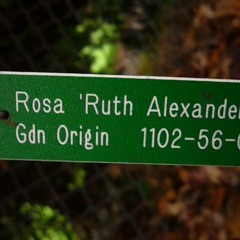 Rosa 'Ruth Alexander
Gdn Origin 1102-56-